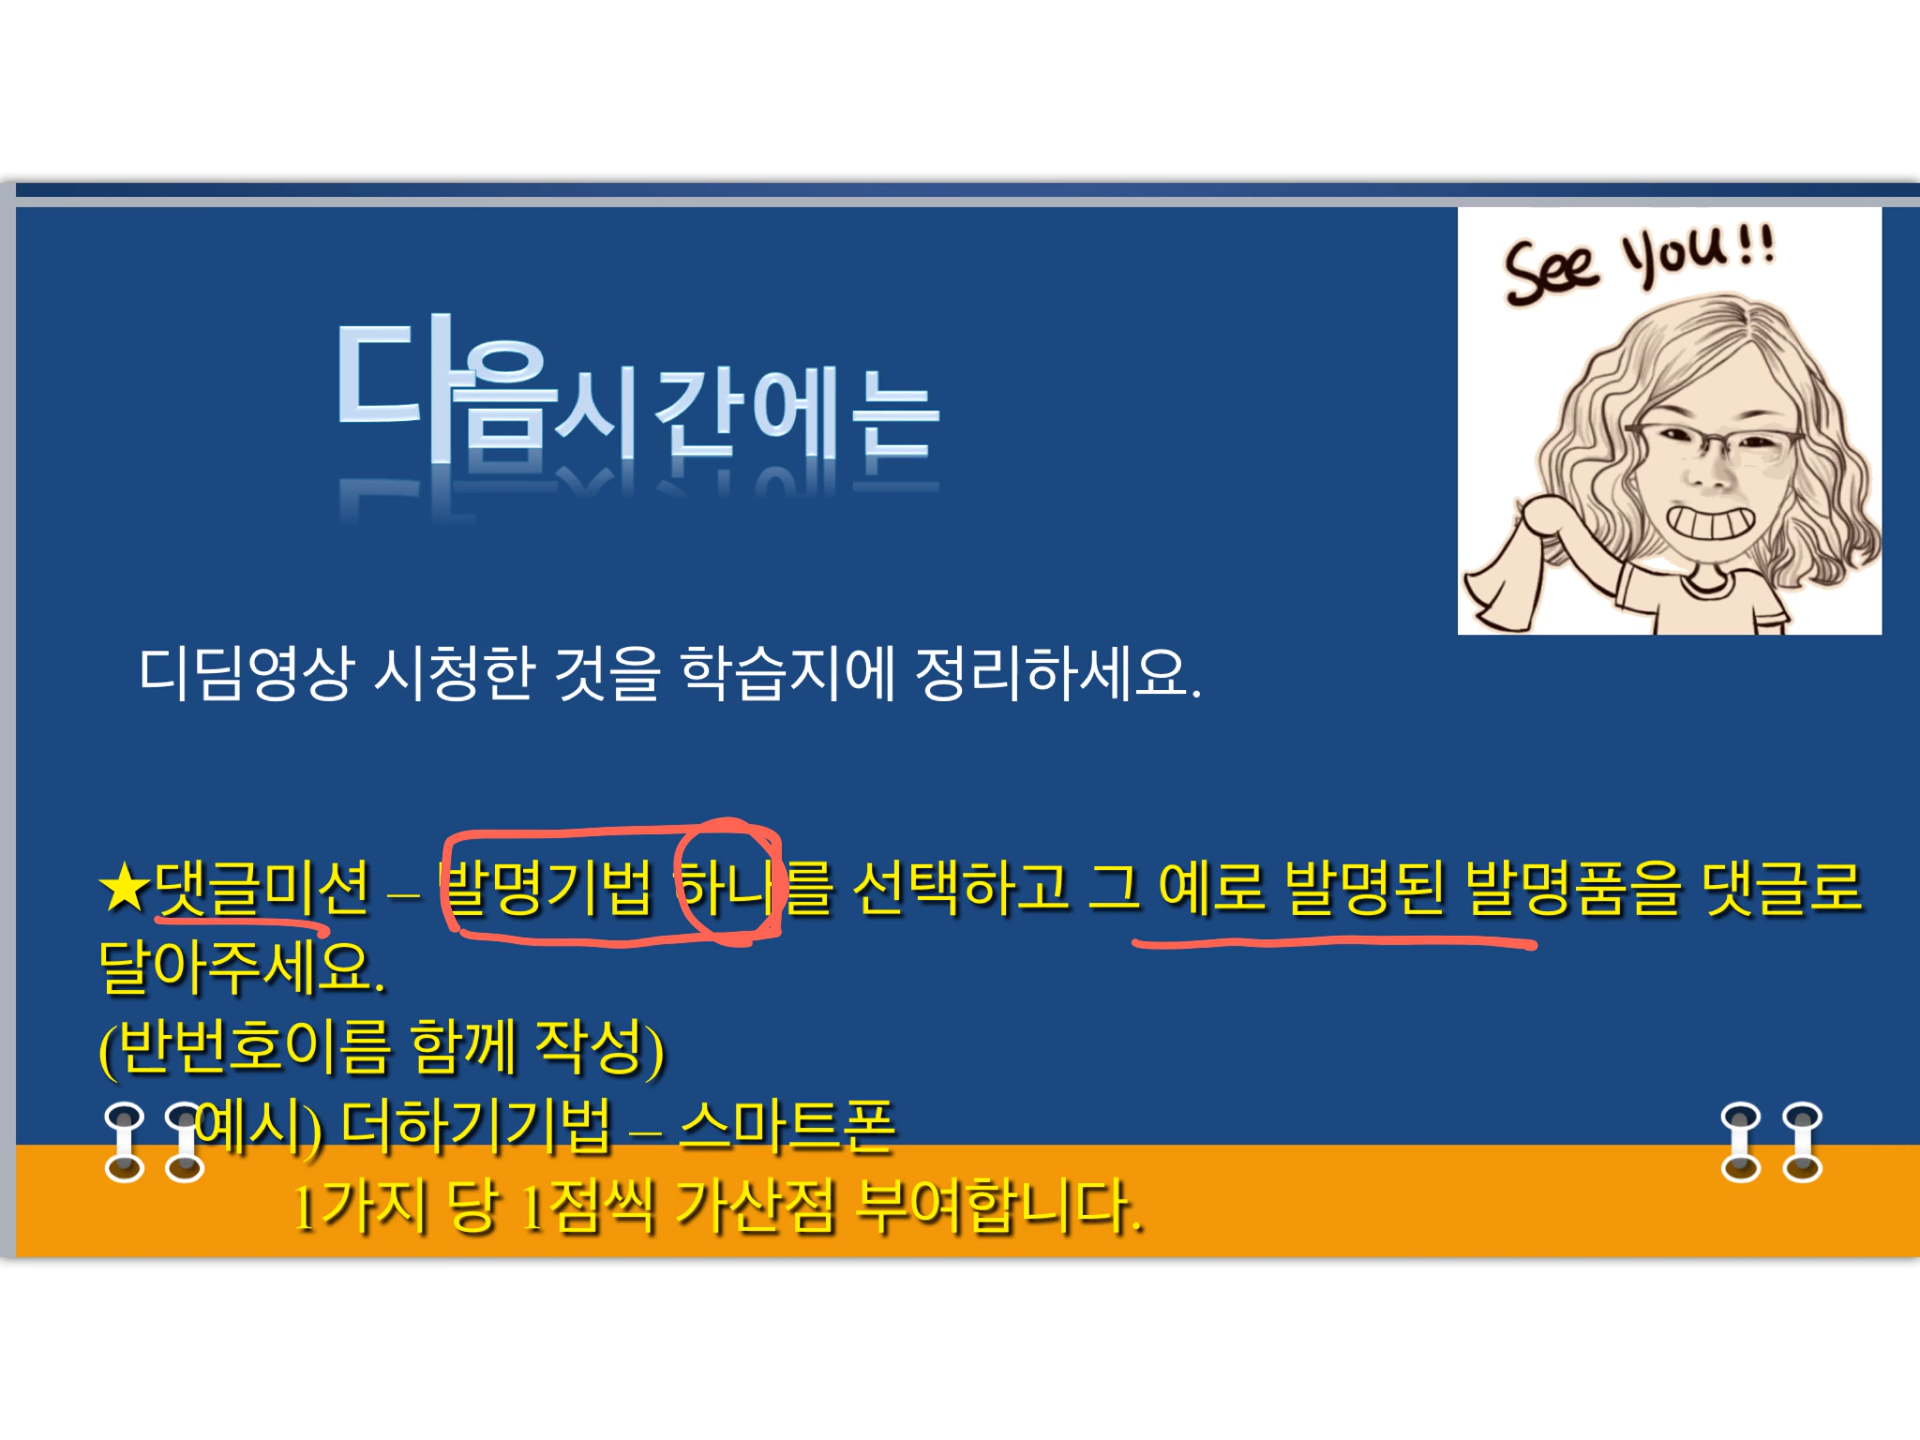 See you!!
다음시간에는
디딤영상 시청한 것을 학습지에 정리하세요.
★댓글미션 – 발명기법 하나를 선택하고 그 예로 발명된 발명품을 댓글로
달아주세요.
(반번호이름 함께 작성)
예시) 더하기기법 – 스마트폰
1가지 당 1점씩 가산점 부여합니다.